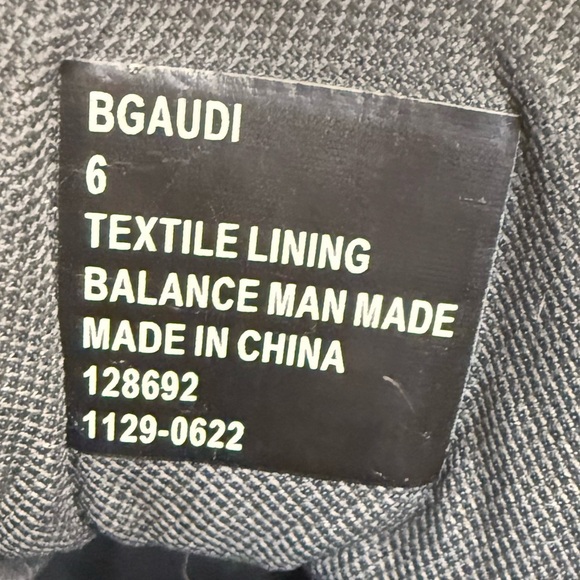 BGAUDI
6
TEXTILE LINING
BALANCE MAN MADE
MADE IN CHINA
128692
1129-0622